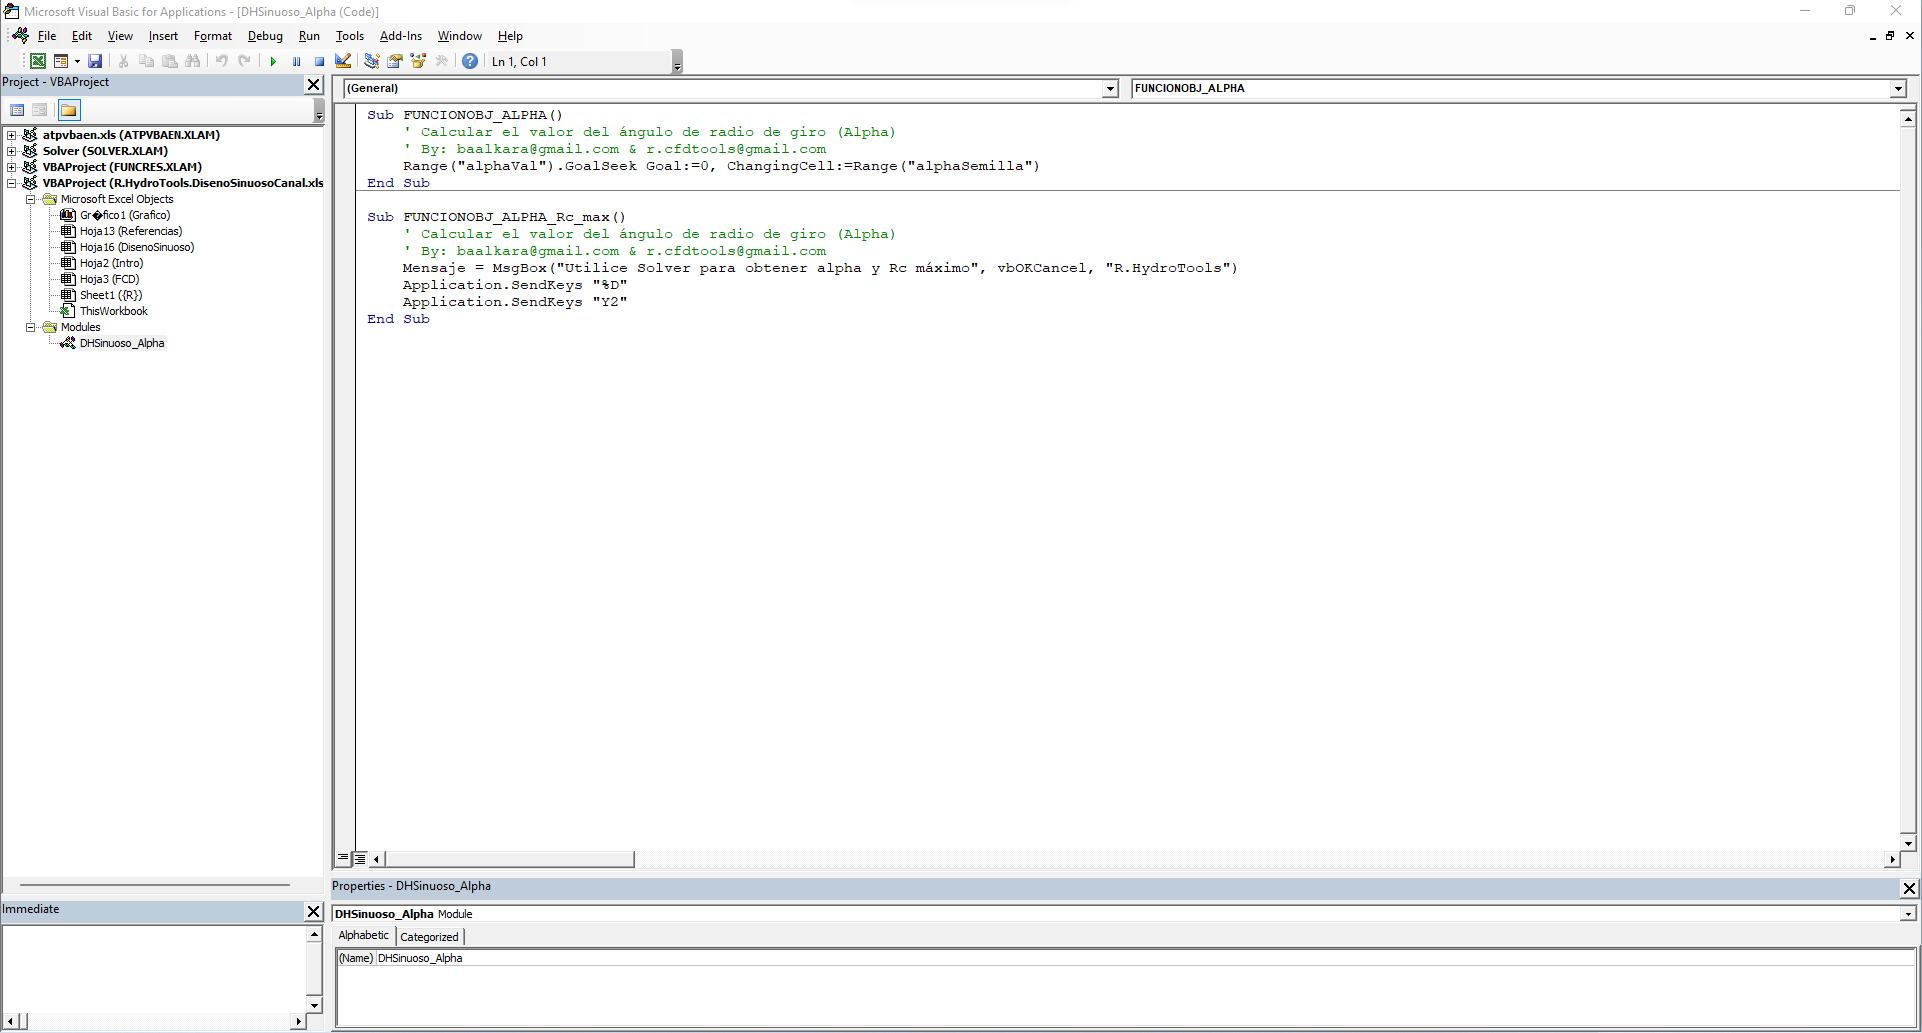 Microsoft Visual Basic for Applications - [DHSinuoso_Alpha (Code)]
File Edit View Insert Format Debug Run Tools Add-Ins Window Help
Ln 1, Col 1
Project - VBAProject
atpvbaen.xls (ATPVBAEN.XLAM)
Solver (SOLVER.XLAM)
VBAProject (FUNCRES.XLAM)
VBAProject (R.HydroTools.DisenoSinuosoCanal.xls
Microsoft Excel Objects
Gr�fico1 (Grafico)
Hoja13 (Referencias)
Hoja16 (DisenoSinuoso)
Hoja2 (Intro)
Hoja3 (FCD)
Sheet1 ({R})
ThisWorkbook
Modules
DHSinuoso_Alpha
(General) FUNCIONOBJ_ALPHA
Sub FUNCIONOBJ_ALPHA()
' Calcular el valor del ángulo de radio de giro (Alpha)
' By: baalkara@gmail.com & r.cfdtools@gmail.com
Range("alphaVal").GoalSeek Goal:=0, ChangingCell:=Range("alphaSemilla")
End Sub
Sub FUNCIONOBJ_ALPHA_Rc_max()
' Calcular el valor del ángulo de radio de giro (Alpha)
' By: baalkara@gmail.com & r.cfdtools@gmail.com
Mensaje = MsgBox("Utilice Solver para obtener alpha y Rc máximo", vbOKCancel, "R.HydroTools")
Application.SendKeys "%D"
Application.SendKeys "Y2"
End Sub
Immediate
Properties - DHSinuoso_Alpha
DHSinuoso_Alpha Module
Alphabetic Categorized
(Name) DHSinuoso_Alpha